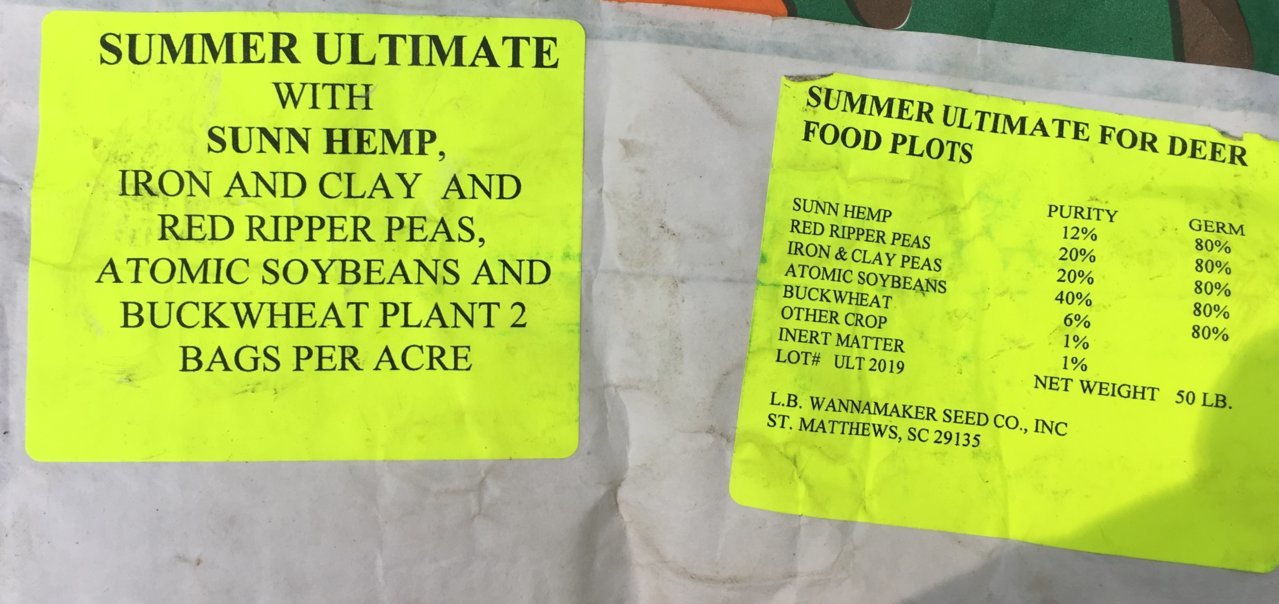 SUMMER ULTIMATE
WITH
SUNN HEMP,
IRON AND CLAY AND
RED RIPPER PEAS,
ATOMIC SOYBEANS AND
BUCKWHEAT PLANT 2
BAGS PER ACRE
SUMMER ULTIMATE FOR DEER
FOOD PLOTS
PURITY GERM
SUNN HEMP 12% 80%
RED RIPPER PEAS 20% 80%
IRON & CLAY PEAS 20% 80%
ATOMIC SOYBEANS 40% 80%
BUCKWHEAT 6% 80%
OTHER CROP 1%
INERT MATTER 1%
LOT# ULT 2019 NET WEIGHT 50 LB.
L.B. WANNAMAKER SEED CO., INC
ST. MATTHEWS, SC 29135